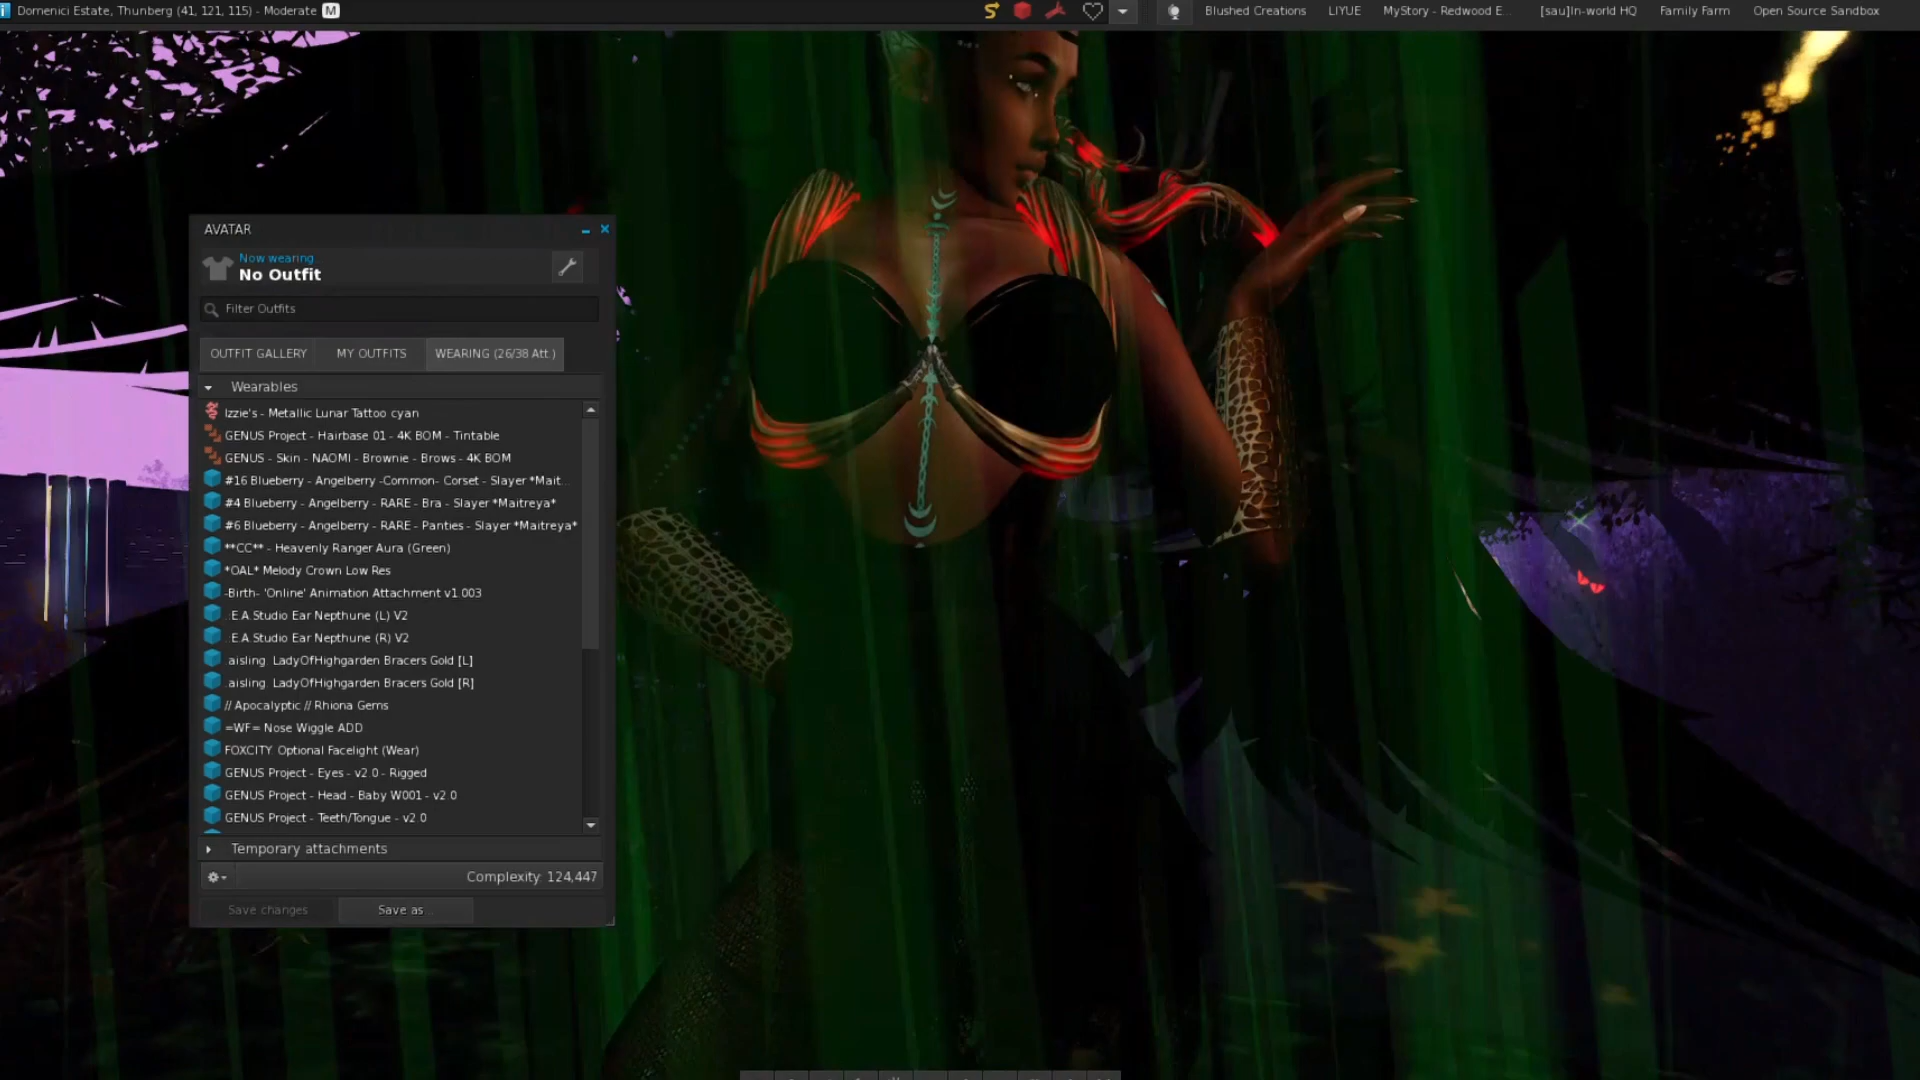 Domenici Estate, Thunberg (41, 121, 115) - Moderate M
Blushed Creations
LIYUE
MyStory - Redwood E...
[sau]In-world HQ
Family Farm
Open Source Sandbox
AVATAR
Now wearing
No Outfit
Filter Outfits
OUTFIT GALLERY
MY OUTFITS
WEARING (26/38 Att.)
Wearables
Izzie's - Metallic Lunar Tattoo cyan
GENUS Project - Hairbase 01 - 4K BOM - Tintable
GENUS - Skin - NAOMI - Brownie - Brows - 4K BOM
#16 Blueberry - Angelberry -Common- Corset - Slayer *Mait...
#4 Blueberry - Angelberry - RARE - Bra - Slayer *Maitreya*
#6 Blueberry - Angelberry - RARE - Panties - Slayer *Maitreya*
**CC** - Heavenly Ranger Aura (Green)
*OAL* Melody Crown Low Res
-Birth- 'Online' Animation Attachment v1.003
E.A.Studio Ear Nepthune (L) V2
E.A.Studio Ear Nepthune (R) V2
aisling. LadyOfHighgarden Bracers Gold [L]
aisling. LadyOfHighgarden Bracers Gold [R]
// Apocalyptic // Rhiona Gems
=WF= Nose Wiggle ADD
FOXCITY. Optional Facelight (Wear)
GENUS Project - Eyes - v2.0 - Rigged
GENUS Project - Head - Baby W001 - v2.0
GENUS Project - Teeth/Tongue - v2.0
Temporary attachments
Complexity: 124,447
Save changes
Save as...